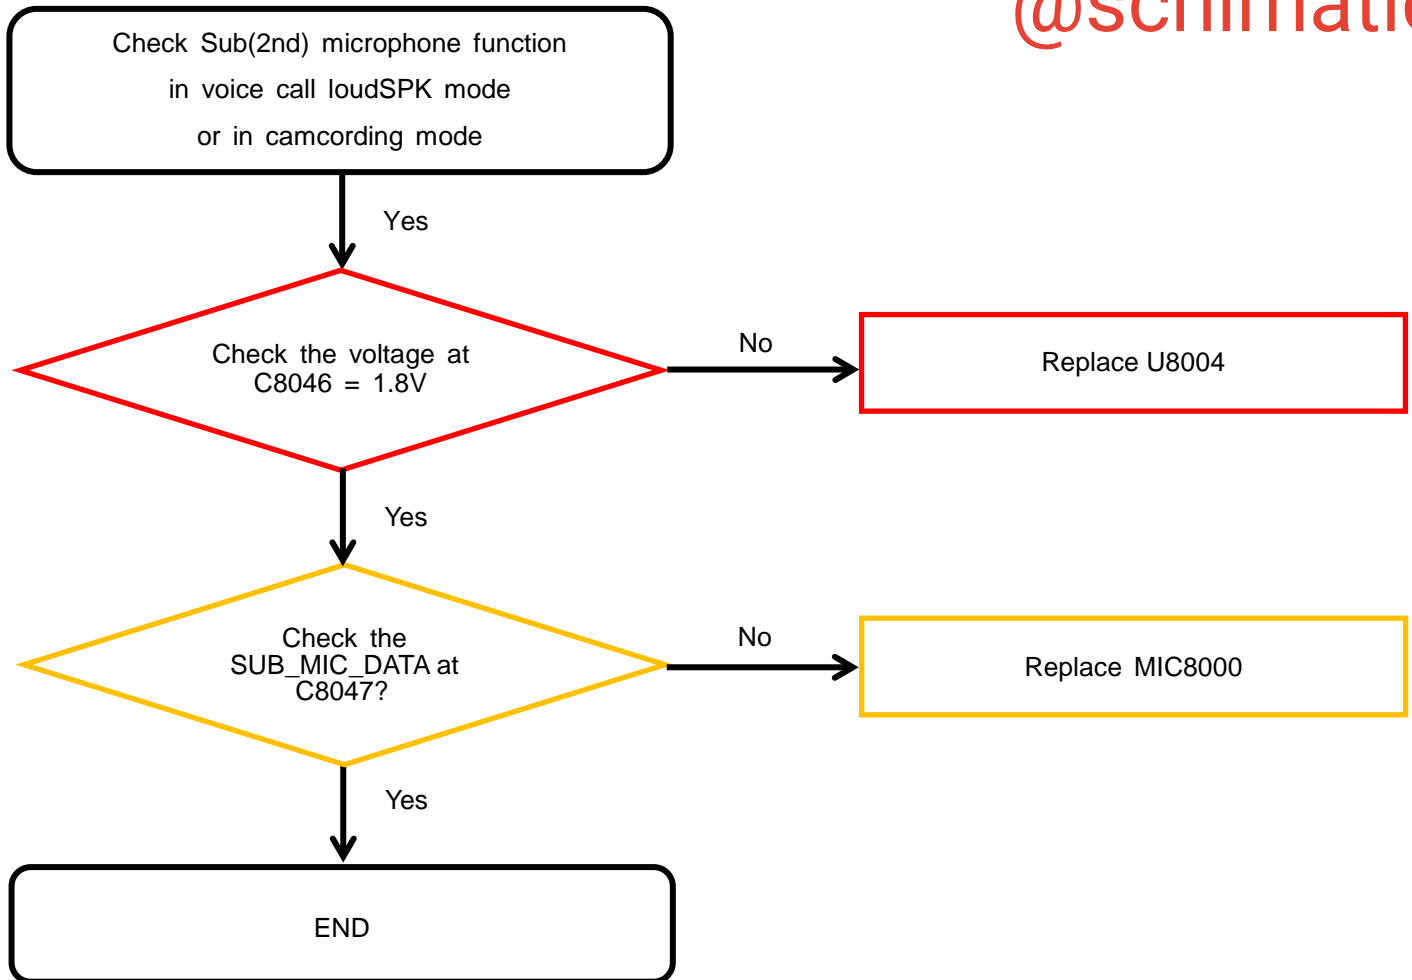 @schimatic
Check Sub(2nd) microphone function
in voice call loudSPK mode
or in camcording mode
Yes
Check the voltage at
C8046 = 1.8V
No
Replace U8004
Yes
Check the
SUB_MIC_DATA at
C8047?
No
Replace MIC8000
Yes
END